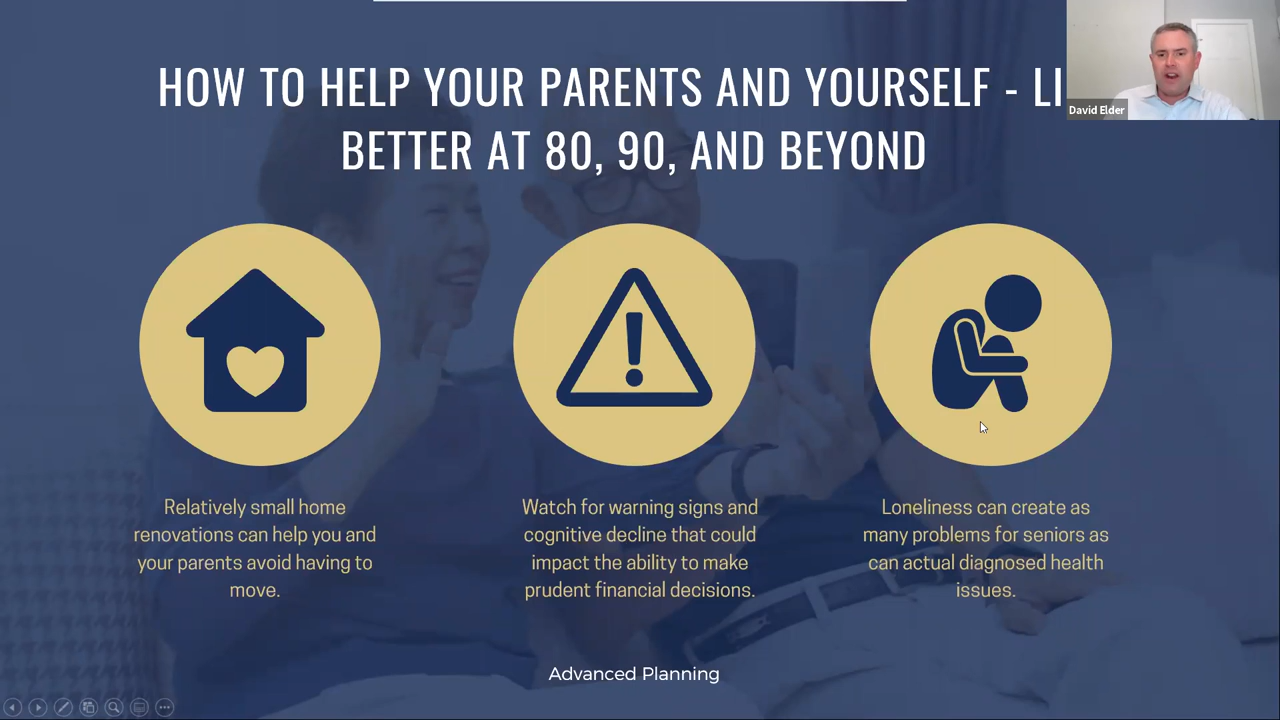 HOW TO HELP YOUR PARENTS AND YOURSELF -
BETTER AT 80, 90, AND BEYOND
David Elder
Relatively small home
renovations can help you and
your parents avoid having to
move.
Watch for warning signs and
cognitive decline that could
impact the ability to make
prudent financial decisions.
Loneliness can create as
many problems for seniors as
can actual diagnosed health
issues.
Advanced Planning